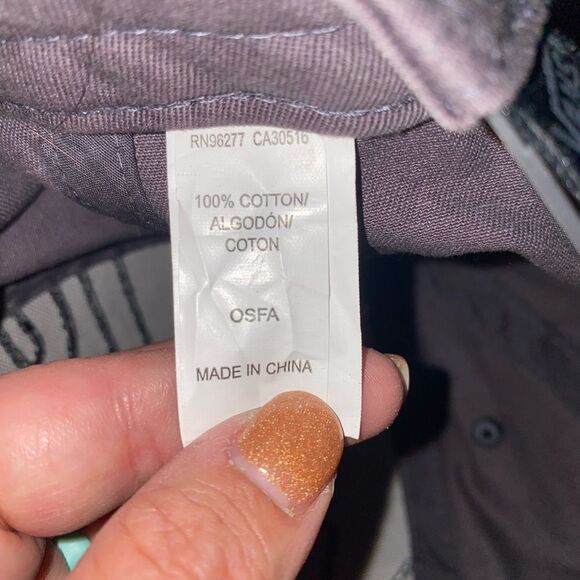 RN96277 CA30516
100% COTTON/
ALGODÓN/
COTON
OSFA
MADE IN CHINA